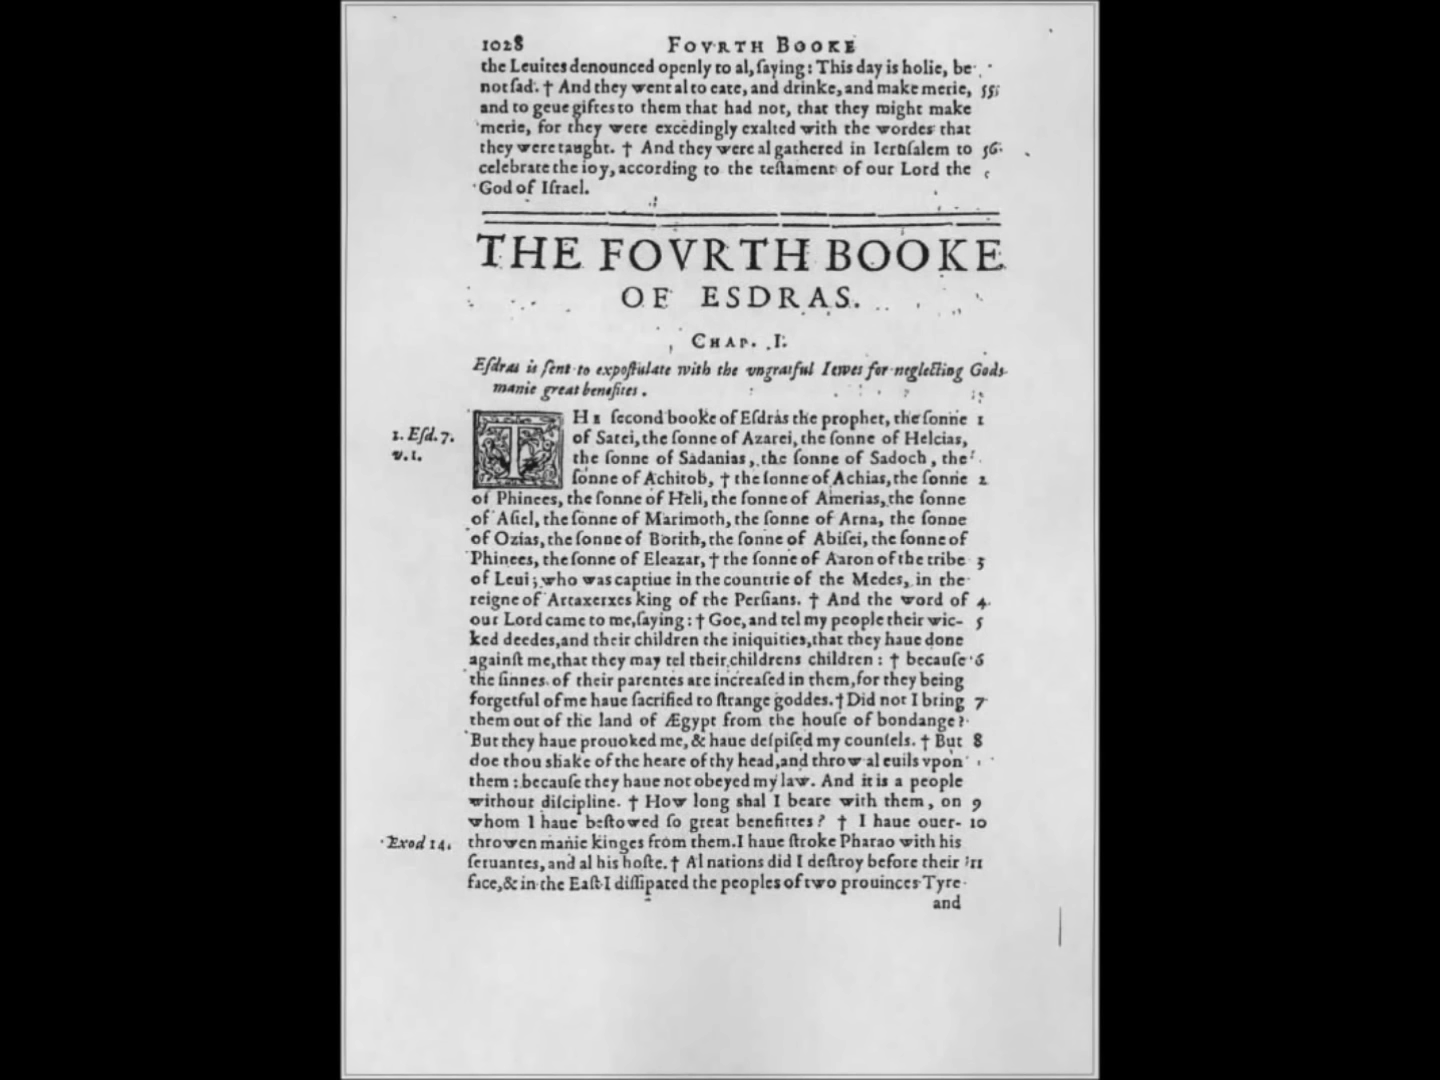 1028 FOVRTH BOOKE
the Leuites denounced openly to al, ſaying: This day is holie, be
not ſad. † And they went al to eate, and drinke, and make merie, 55
and to geue giftes to them that had not, that they might make
merie, for they were excedingly exalted with the wordes that
they were taught. † And they were al gathered in Ieruſalem to 56
celebrate the ioy, according to the teſtament of our Lord the
God of Iſrael.
THE FOVRTH BOOKE
OF ESDRAS.
CHAP. I.
Eſdras is ſent to expoſtulate with the vngratful Iewes for neglecting Gods
manie great benefites.
THE ſecond booke of Eſdras the prophet, the ſonne 1
1. Eſd. 7. of Sarei, the ſonne of Azarei, the ſonne of Helcias,
v. 1. the ſonne of Sadanias, the ſonne of Sadoch, the
ſonne of Achitob, † the ſonne of Achias, the ſonne 2
of Phinees, the ſonne of Heli, the ſonne of Amerias, the ſonne
of Aſiel, the ſonne of Marimoth, the ſonne of Arna, the ſonne
of Ozias, the ſonne of Borith, the ſonne of Abiſei, the ſonne of
Phinees, the ſonne of Eleazar, † the ſonne of Aaron of the tribe 3
of Leui; who was captiue in the countrie of the Medes, in the
reigne of Artaxerxes king of the Perſians. † And the word of 4
our Lord came to me, ſaying: † Goe, and tel my people their wic- 5
ked deedes, and their children the iniquities, that they haue done
againſt me, that they may tel their childrens children: † becauſe 6
the ſinnes of their parentes are increaſed in them, for they being
forgetful of me haue ſacrificed to ſtrange goddes. † Did not I bring 7
them out of the land of Ægypt from the houſe of bondange?
But they haue prouoked me, & haue deſpiſed my counſels. † But 8
doe thou shake of the heare of thy head, and throw al euils vpon
them: becauſe they haue not obeyed my law. And it is a people
without diſcipline. † How long shal I beare with them, on 9
whom I haue beſtowed ſo great benefittes? † I haue ouer- 10
Exod 14. throwen manie kinges from them. I haue ſtroke Pharao with his
ſeruantes, and al his hoſte. † Al nations did I deſtroy before their 11
face, & in the Eaſt I diſſipated the peoples of two prouinces Tyre
and